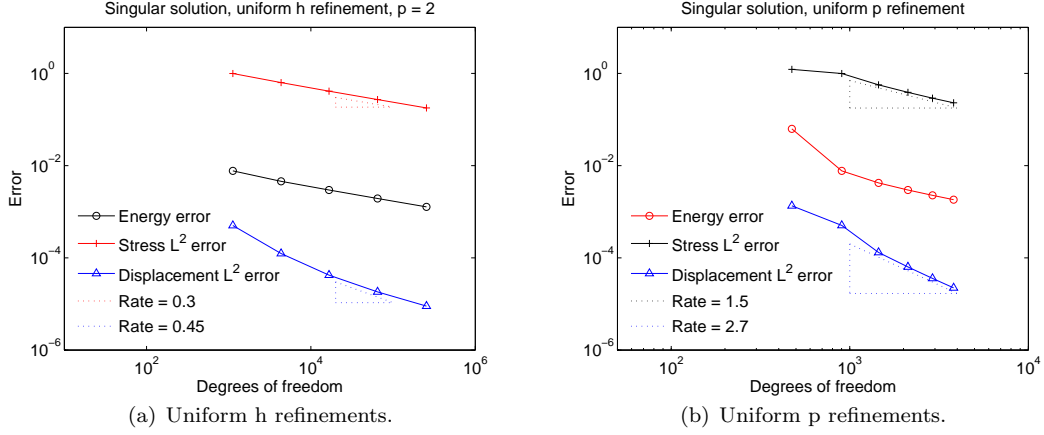 Singular solution, uniform h refinement, p = 2
10^0
10^-2
10^-4
10^-6
Error
Energy error
Stress L^2 error
Displacement L^2 error
Rate = 0.3
Rate = 0.45
10^2
10^4
10^6
Degrees of freedom
(a) Uniform h refinements.
Singular solution, uniform p refinement
10^0
10^-2
10^-4
10^-6
Error
Energy error
Stress L^2 error
Displacement L^2 error
Rate = 1.5
Rate = 2.7
10^2
10^3
10^4
Degrees of freedom
(b) Uniform p refinements.